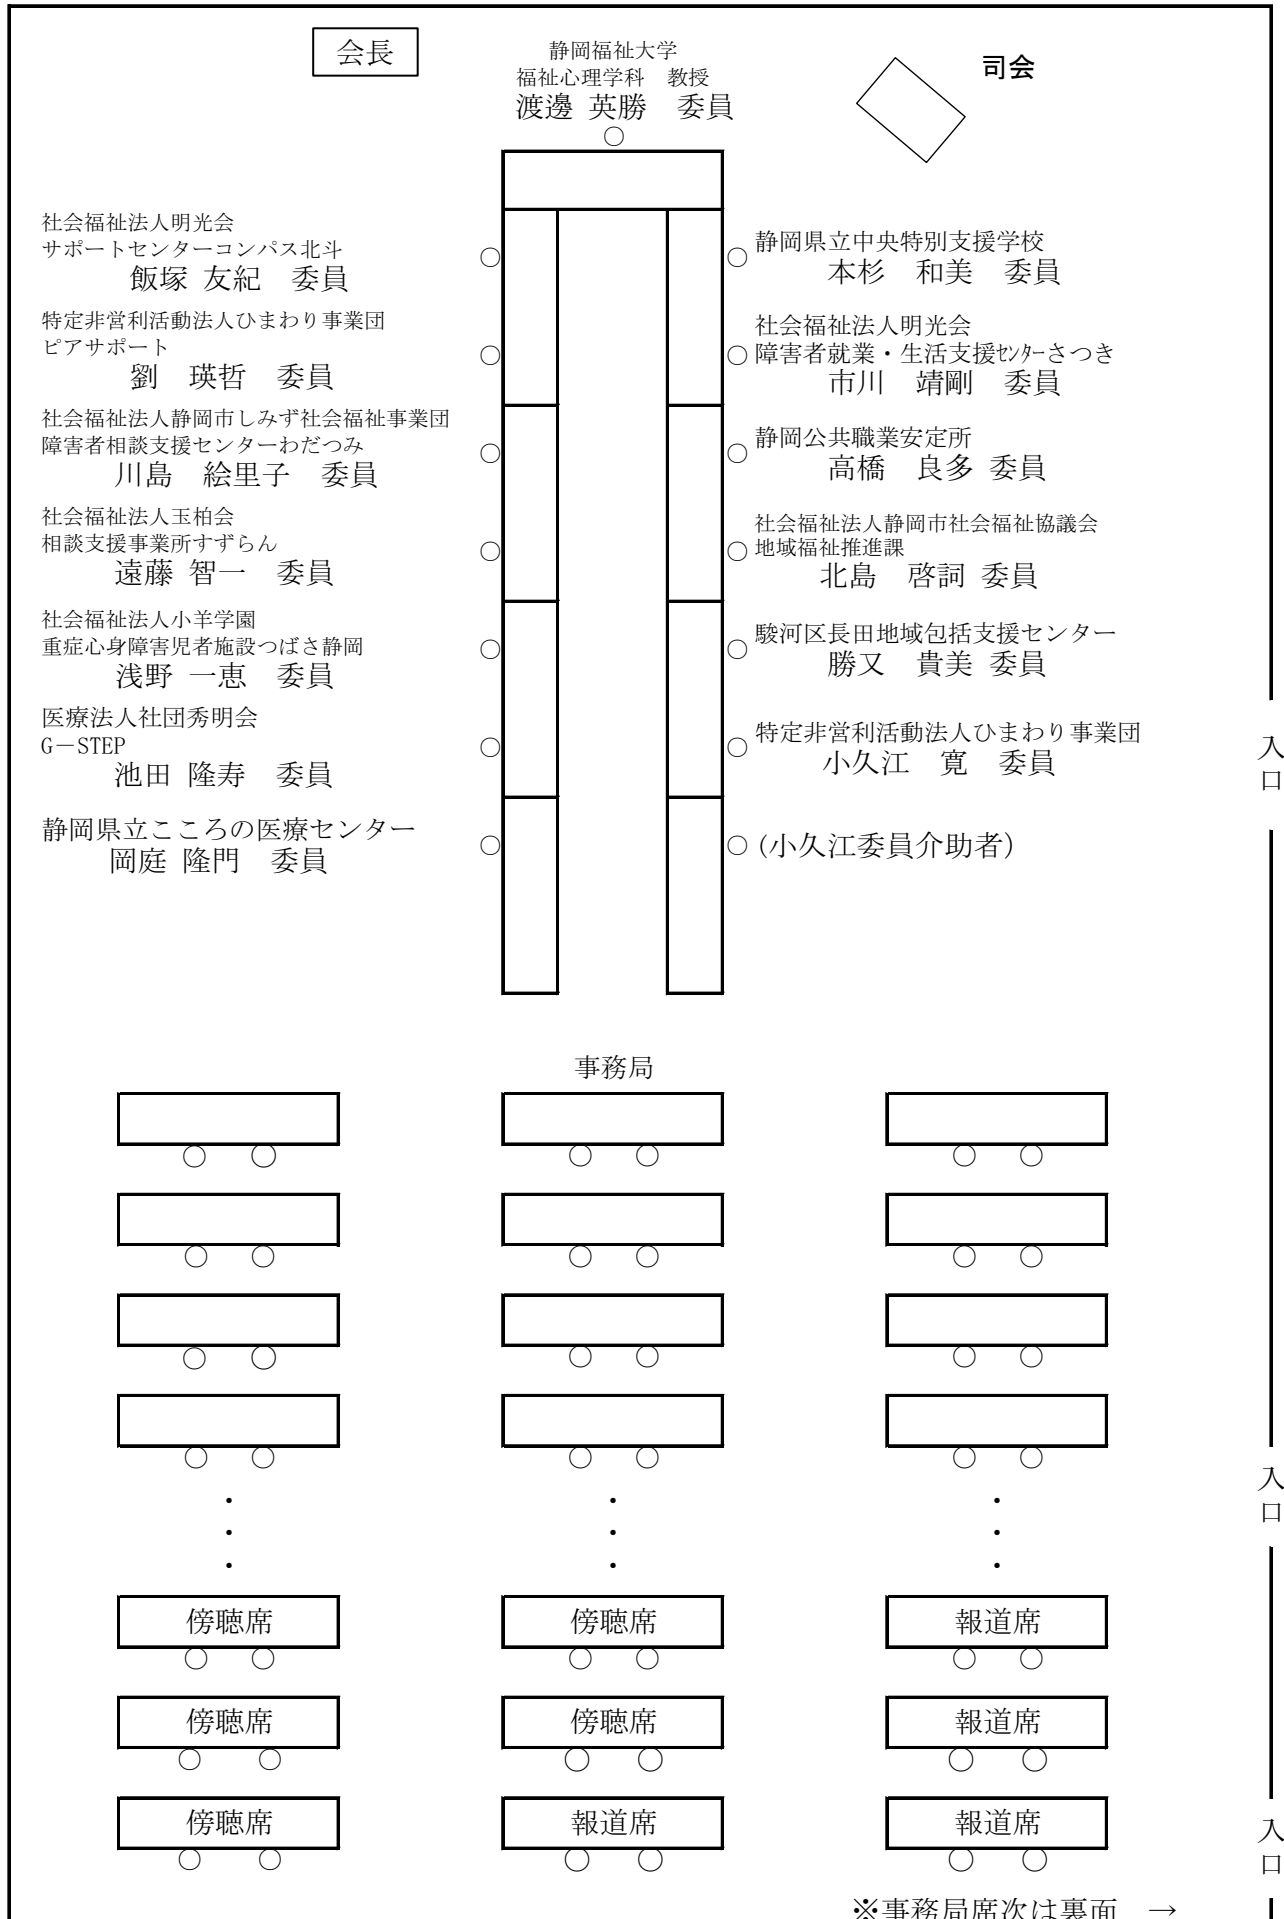 会長
静岡福祉大学
福祉心理学科　教授
渡邊 英勝　委員
司会
社会福祉法人明光会
サポートセンターコンパス北斗
飯塚 友紀　委員
特定非営利活動法人ひまわり事業団
ピアサポート
劉　瑛哲　委員
社会福祉法人静岡市しみず社会福祉事業団
障害者相談支援センターわだつみ
川島　絵里子　委員
社会福祉法人玉柏会
相談支援事業所すずらん
遠藤 智一　委員
社会福祉法人小羊学園
重症心身障害児者施設つばさ静岡
浅野 一恵　委員
医療法人社団秀明会
G－STEP
池田 隆寿　委員
静岡県立こころの医療センター
岡庭 隆門　委員
静岡県立中央特別支援学校
本杉　和美　委員
社会福祉法人明光会
障害者就業・生活支援ｾﾝﾀｰさつき
市川　靖剛　委員
静岡公共職業安定所
高橋　良多 委員
社会福祉法人静岡市社会福祉協議会
地域福祉推進課
北島　啓詞 委員
駿河区長田地域包括支援センター
勝又　貴美 委員
特定非営利活動法人ひまわり事業団
小久江　寛　委員
(小久江委員介助者)
入口
事務局
入口
傍聴席
傍聴席
報道席
傍聴席
傍聴席
報道席
傍聴席
報道席
報道席
入口
※事務局席次は裏面　→